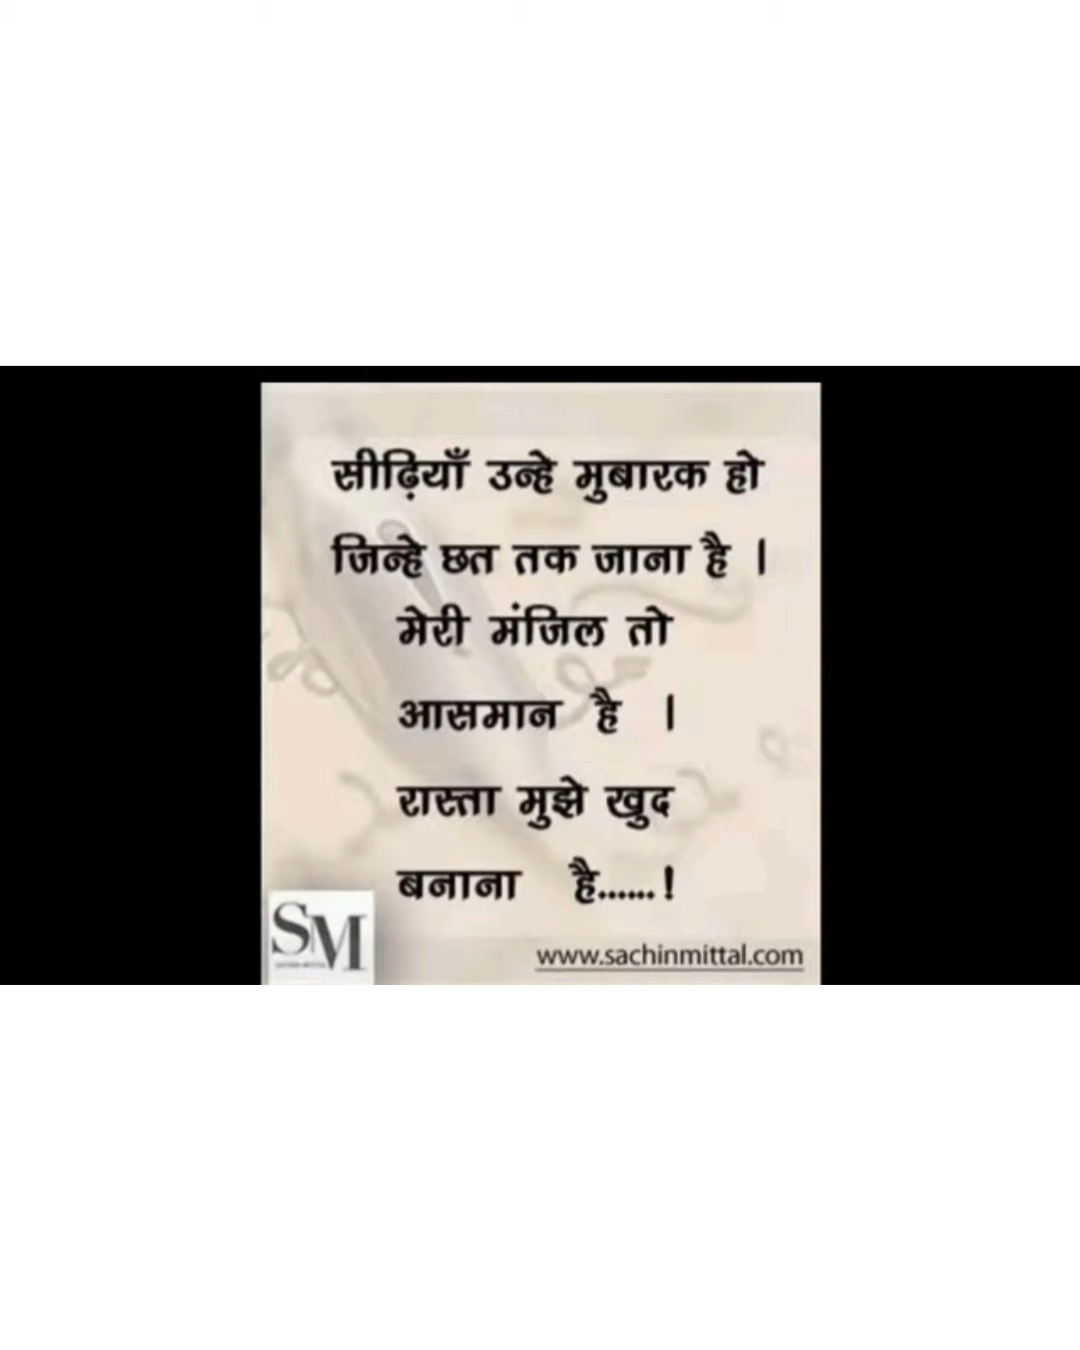 सीढ़ियाँ उन्हे मुबारक हो
जिन्हे छत तक जाना है ।
मेरी मंजिल तो
आसमान है ।
रास्ता मुझे खुद
बनाना है......!
SM
www.sachinmittal.com